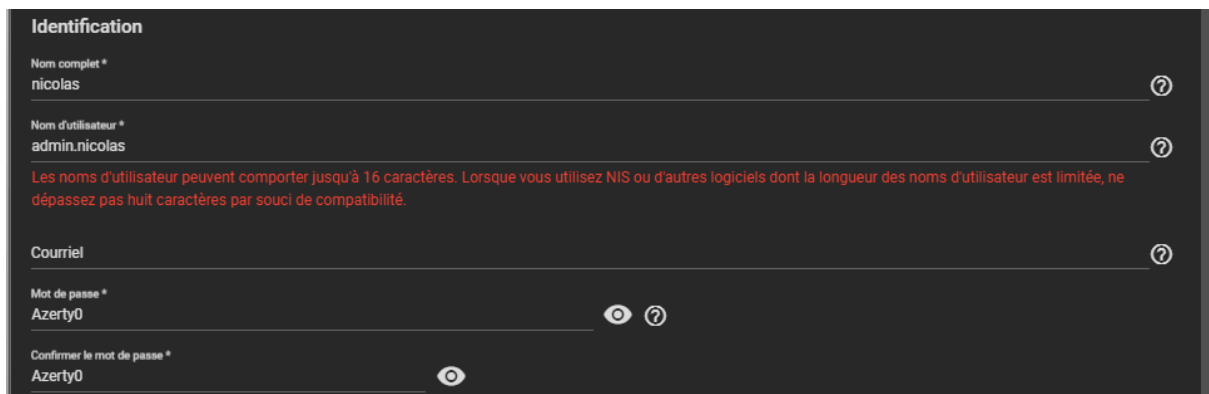 Identification
Nom complet *
nicolas
Nom d'utilisateur *
admin.nicolas
Les noms d'utilisateur peuvent comporter jusqu'à 16 caractères. Lorsque vous utilisez NIS ou d'autres logiciels dont la longueur des noms d'utilisateur est limitée, ne
dépassez pas huit caractères par souci de compatibilité.
Courriel
Mot de passe *
Azerty0
Confirmer le mot de passe *
Azerty0